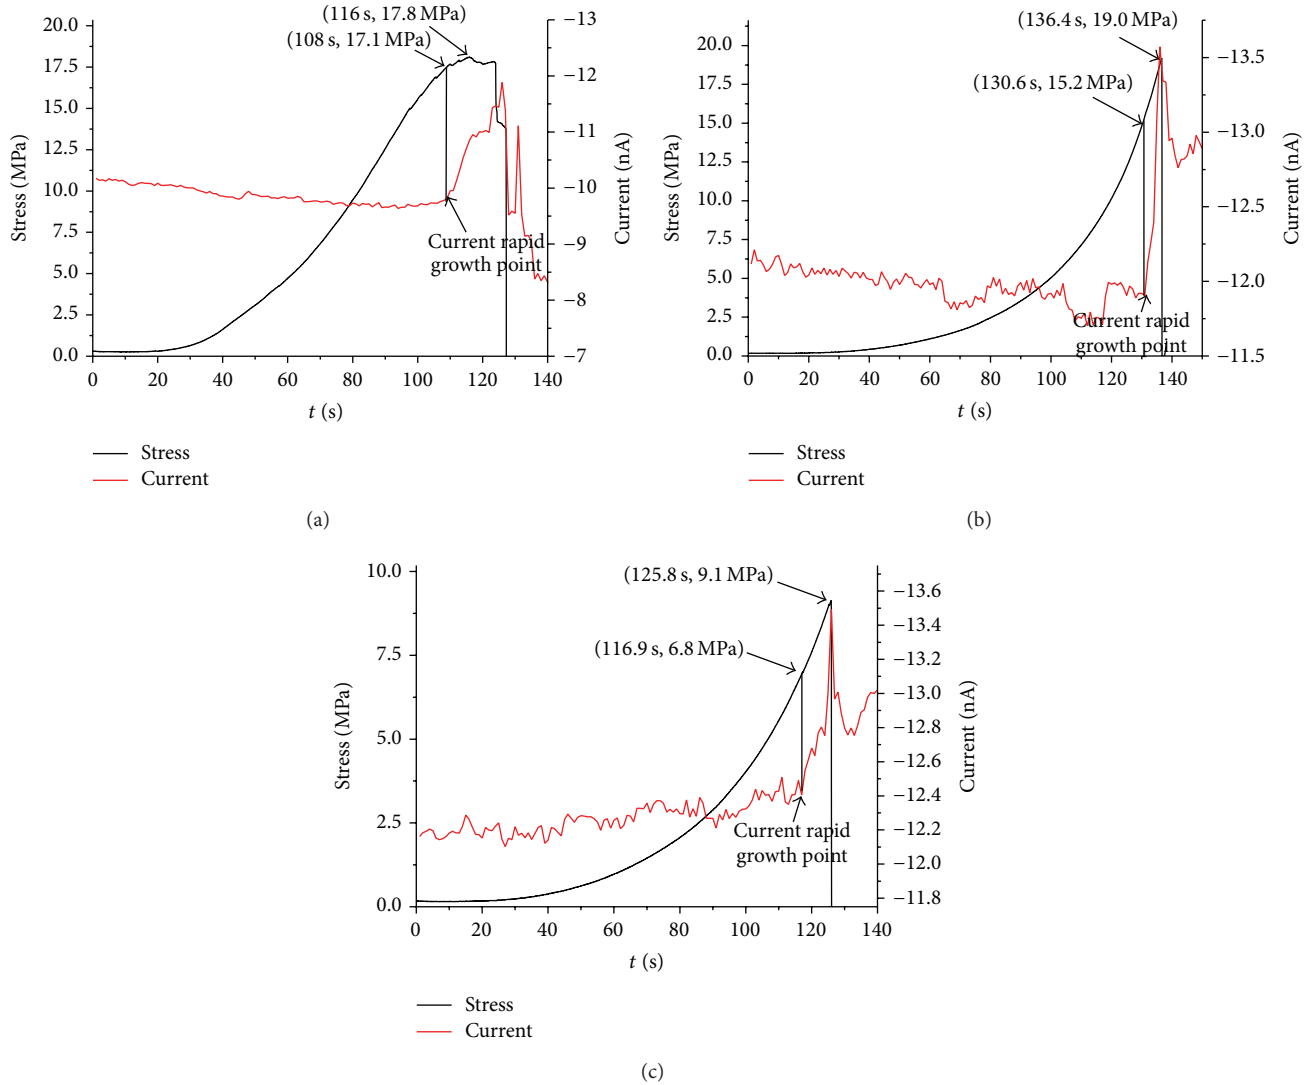 (116 s, 17.8 MPa)
(108 s, 17.1 MPa)
20.0
17.5
15.0
12.5
10.0
7.5
5.0
2.5
0.0
Stress (MPa)
−13
−12
−11
−10
−9
−8
−7
Current (nA)
Current rapid
growth point
0 20 40 60 80 100 120 140
t (s)
Stress
Current
(a)
(136.4 s, 19.0 MPa)
(130.6 s, 15.2 MPa)
20.0
17.5
15.0
12.5
10.0
7.5
5.0
2.5
0.0
Stress (MPa)
−13.5
−13.0
−12.5
−12.0
−11.5
Current (nA)
Current rapid
growth point
0 20 40 60 80 100 120 140
t (s)
Stress
Current
(b)
(125.8 s, 9.1 MPa)
(116.9 s, 6.8 MPa)
10.0
7.5
5.0
2.5
0.0
Stress (MPa)
−13.6
−13.4
−13.2
−13.0
−12.8
−12.6
−12.4
−12.2
−12.0
−11.8
Current (nA)
Current rapid
growth point
0 20 40 60 80 100 120 140
t (s)
Stress
Current
(c)